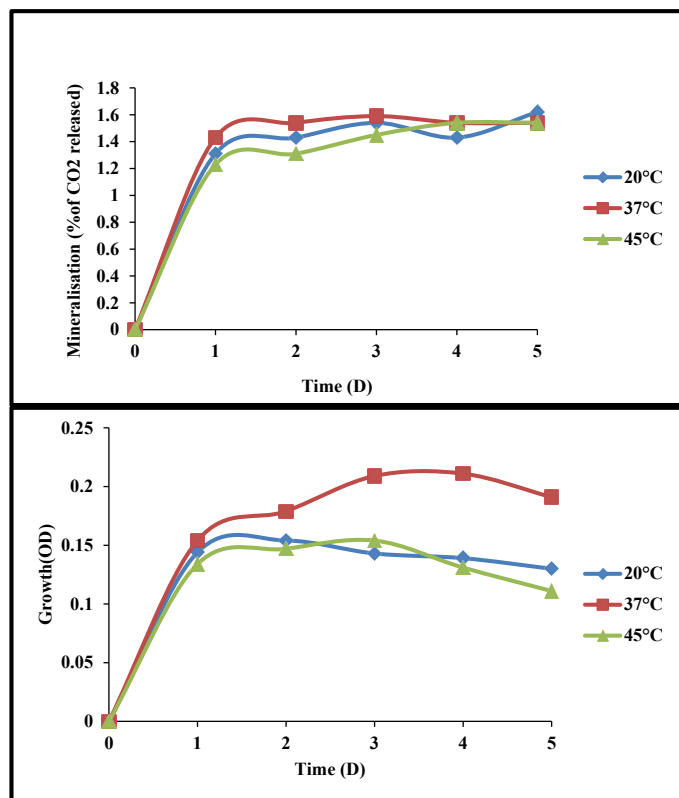 1.8
1.6
1.4
1.2
1
0.8
0.6
0.4
0.2
0
Mineralisation (%of CO2 released)
0 1 2 3 4 5
Time (D)
20°C
37°C
45°C
0.25
0.2
0.15
0.1
0.05
0
Growth(OD)
0 1 2 3 4 5
Time (D)
20°C
37°C
45°C